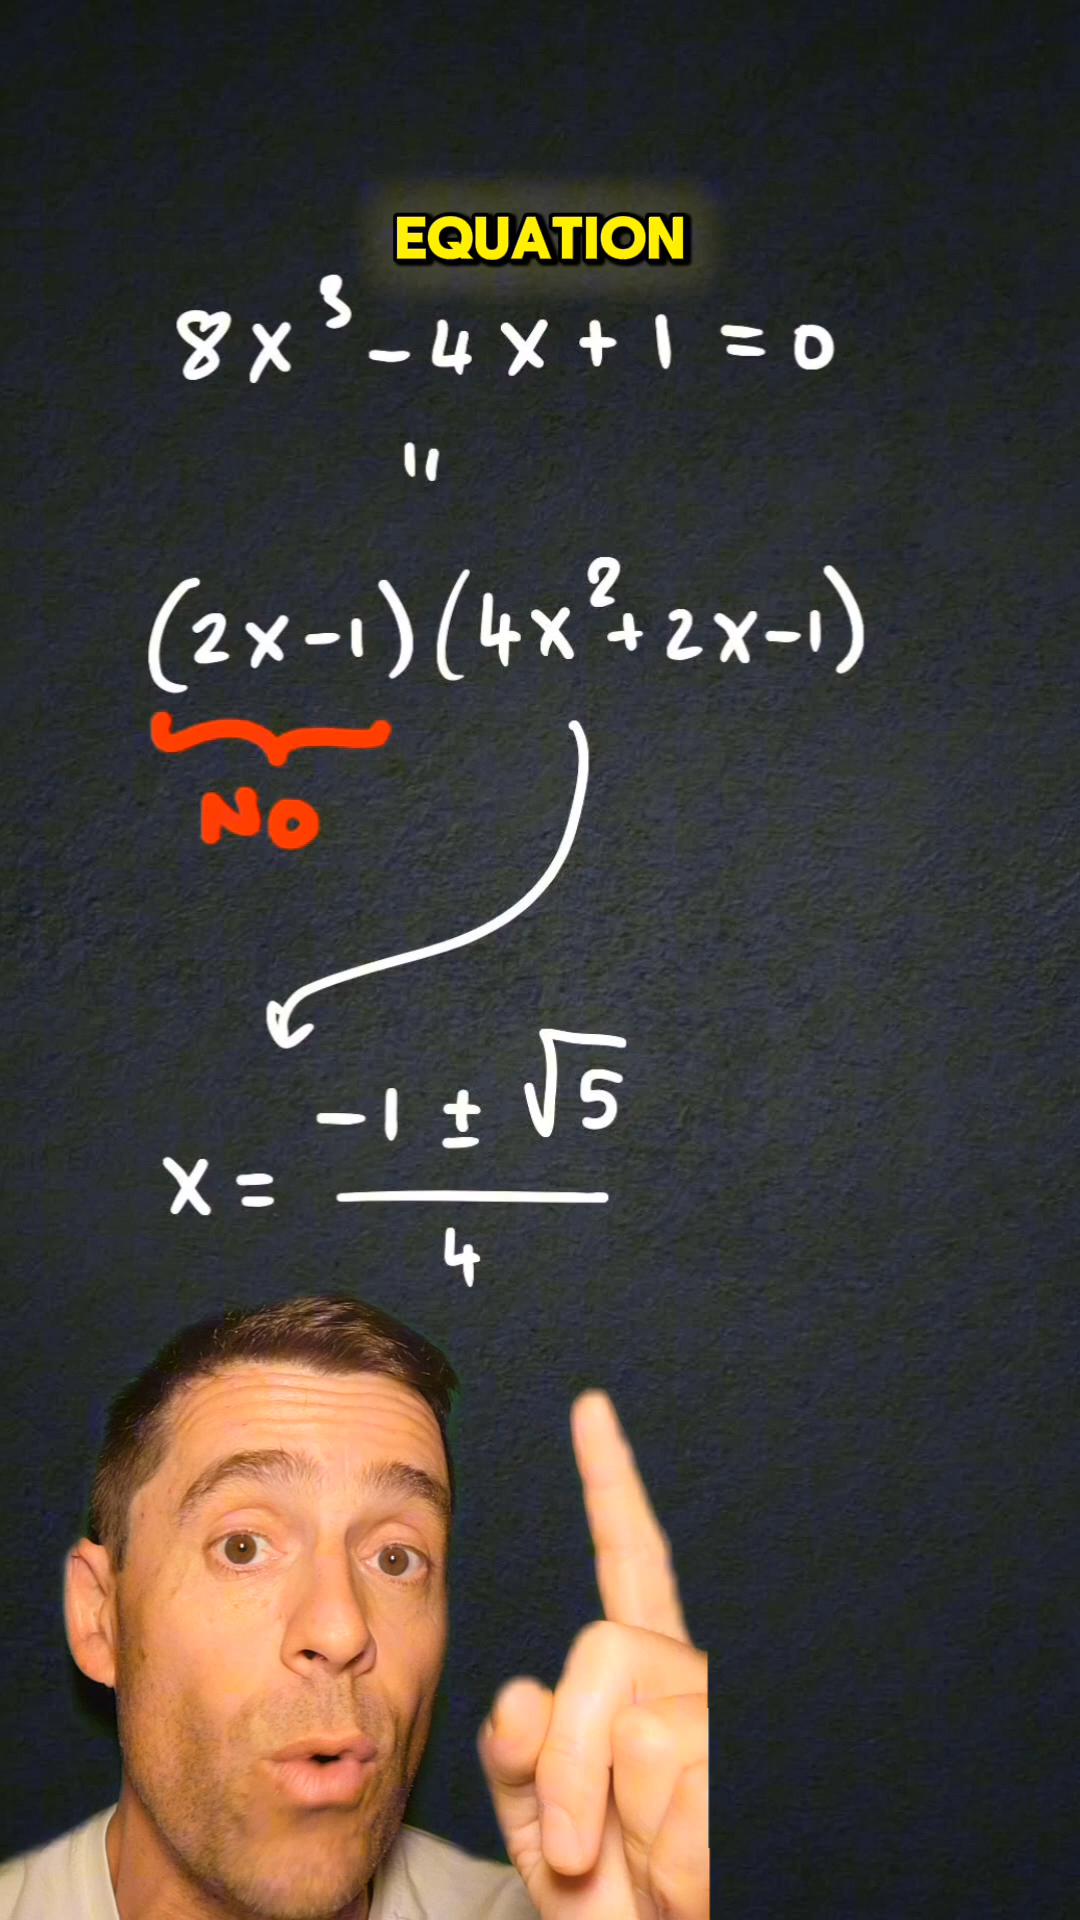 EQUATION
8x³ - 4x + 1 = 0
"
(2x-1)(4x²+2x-1)
NO
-1 ± √5
x =
4